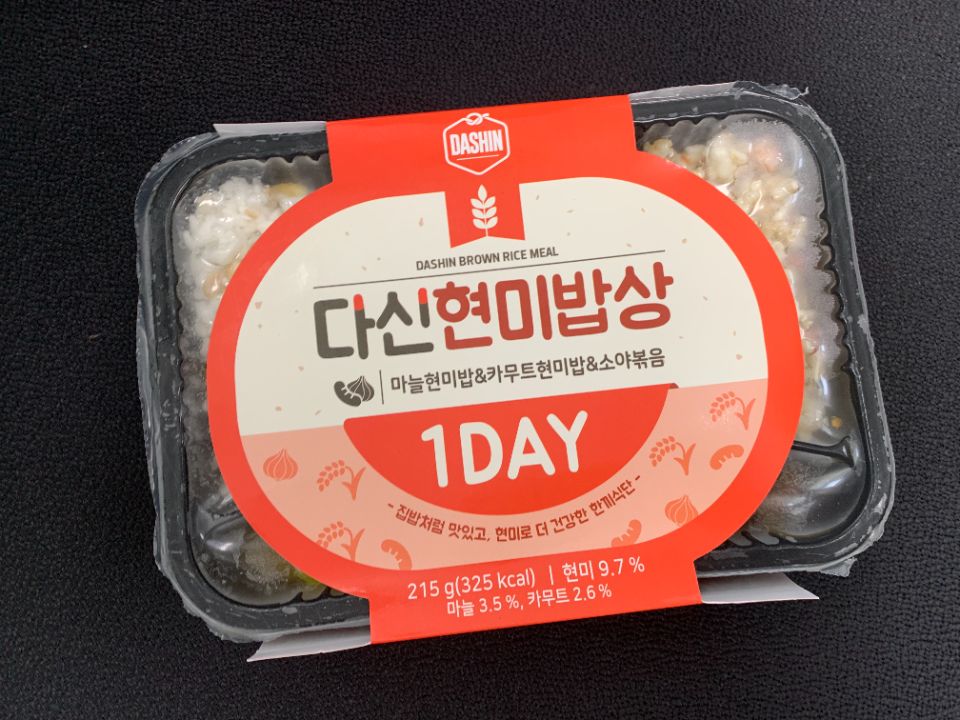 DASHIN
DASHIN BROWN RICE MEAL
다신현미밥상
마늘현미밥&카무트현미밥&소야볶음
1DAY
- 집밥처럼 맛있고, 현미로 더 건강한 한끼식단 -
215 g(325 kcal) | 현미 9.7 %
마늘 3.5 %, 카무트 2.6 %